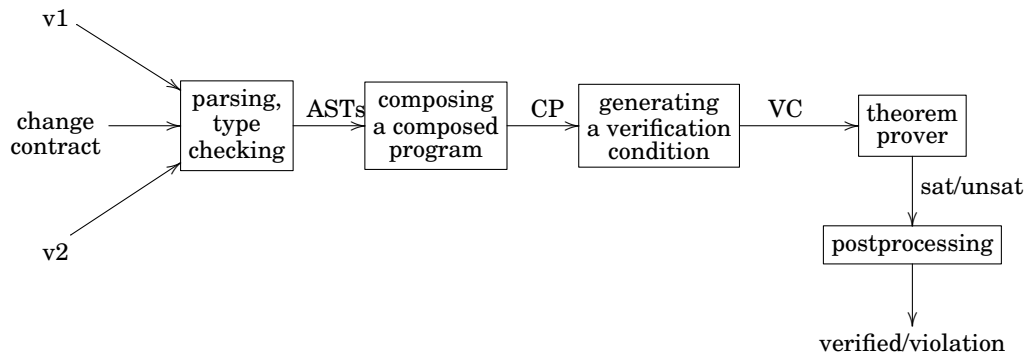 v1
change
contract
v2
parsing,
type
checking
ASTs
composing
a composed
program
CP
generating
a verification
condition
VC
theorem
prover
sat/unsat
postprocessing
verified/violation